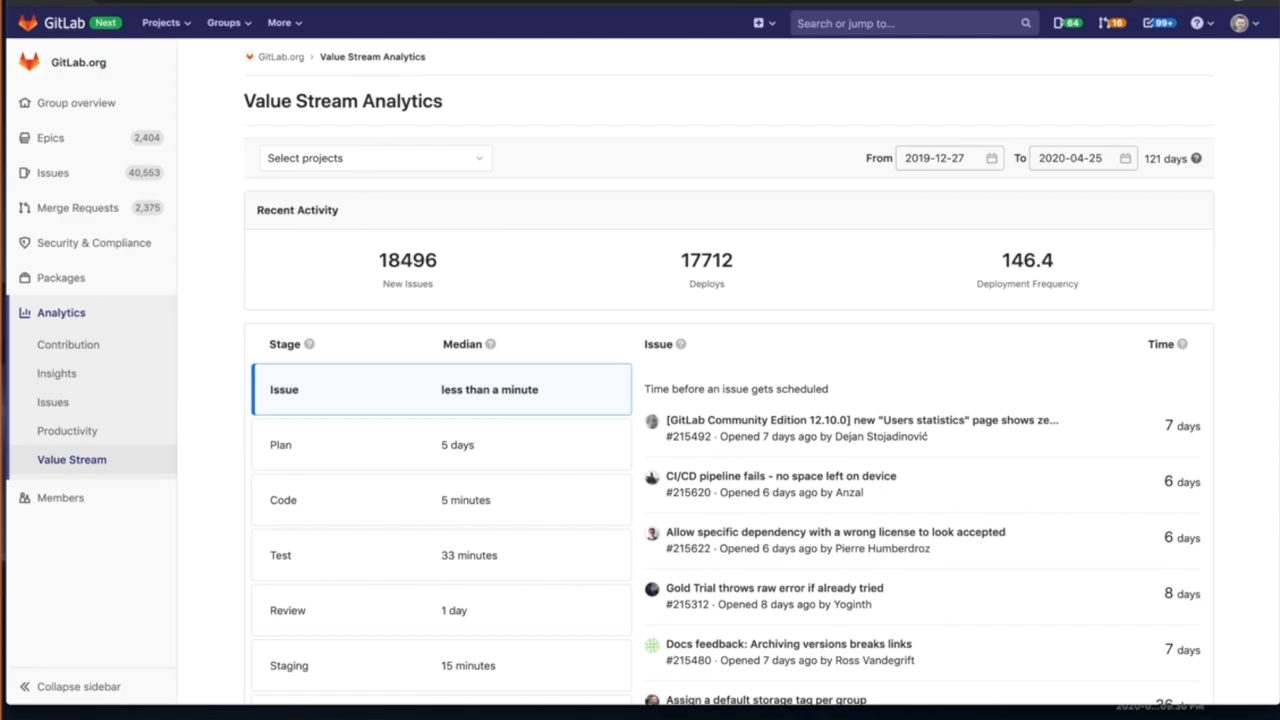 GitLab Next Projects Groups More Search or jump to... 64 16 99+
GitLab.org
Group overview
Epics 2,404
Issues 40,553
Merge Requests 2,375
Security & Compliance
Packages
Analytics
Contribution
Insights
Issues
Productivity
Value Stream
Members
Collapse sidebar
GitLab.org › Value Stream Analytics
Value Stream Analytics
Select projects From 2019-12-27 To 2020-04-25 121 days
Recent Activity
18496 17712 146.4
New Issues Deploys Deployment Frequency
Stage Median
Issue less than a minute
Plan 5 days
Code 5 minutes
Test 33 minutes
Review 1 day
Staging 15 minutes
Issue Time
Time before an issue gets scheduled
[GitLab Community Edition 12.10.0] new "Users statistics" page shows ze... 7 days
#215492 · Opened 7 days ago by Dejan Stojadinović
CI/CD pipeline fails - no space left on device 6 days
#215620 · Opened 6 days ago by Anzal
Allow specific dependency with a wrong license to look accepted 6 days
#215622 · Opened 6 days ago by Pierre Humberdroz
Gold Trial throws raw error if already tried 8 days
#215312 · Opened 8 days ago by Yoginth
Docs feedback: Archiving versions breaks links 7 days
#215480 · Opened 7 days ago by Ross Vandegrift
Assign a default storage tag per group